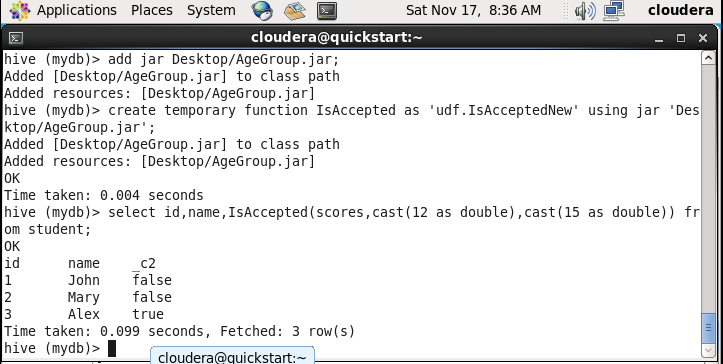 Applications Places System Sat Nov 17, 8:36 AM cloudera
cloudera@quickstart:~
hive (mydb)> add jar Desktop/AgeGroup.jar;
Added [Desktop/AgeGroup.jar] to class path
Added resources: [Desktop/AgeGroup.jar]
hive (mydb)> create temporary function IsAccepted as 'udf.IsAcceptedNew' using jar 'Des
ktop/AgeGroup.jar';
Added [Desktop/AgeGroup.jar] to class path
Added resources: [Desktop/AgeGroup.jar]
OK
Time taken: 0.004 seconds
hive (mydb)> select id,name,IsAccepted(scores,cast(12 as double),cast(15 as double)) fr
om student;
OK
id name _c2
1 John false
2 Mary false
3 Alex true
Time taken: 0.099 seconds, Fetched: 3 row(s)
hive (mydb)>
cloudera@quickstart:~